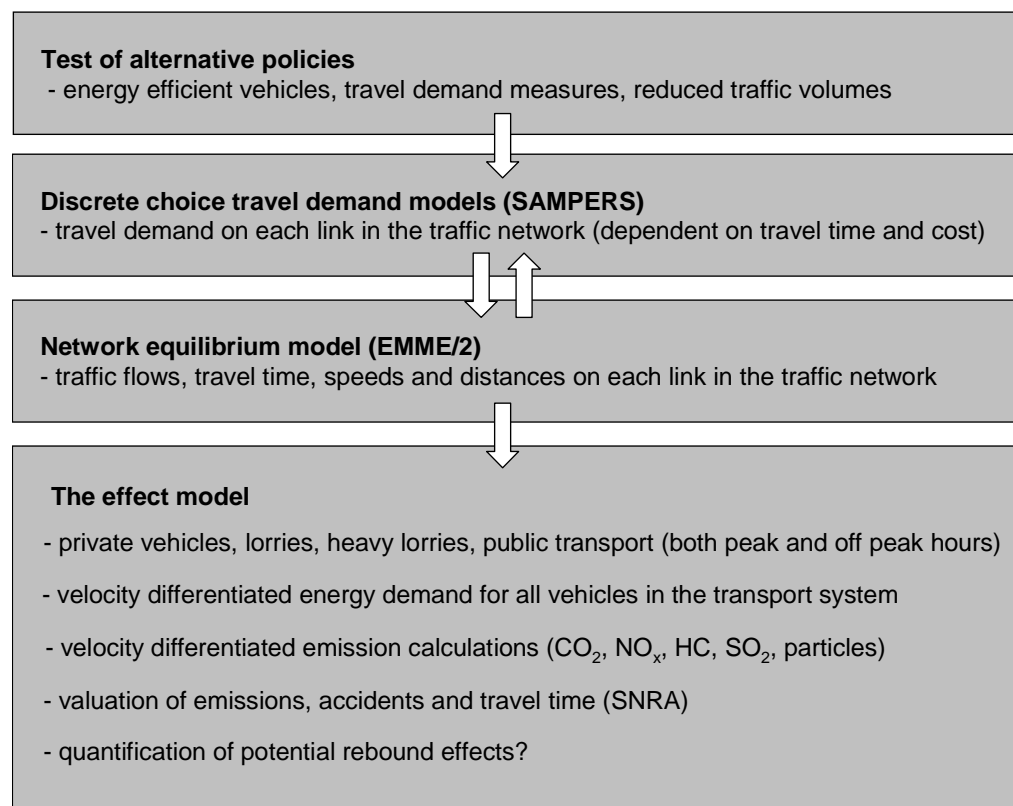 Test of alternative policies
- energy efficient vehicles, travel demand measures, reduced traffic volumes
Discrete choice travel demand models (SAMPERS)
- travel demand on each link in the traffic network (dependent on travel time and cost)
Network equilibrium model (EMME/2)
- traffic flows, travel time, speeds and distances on each link in the traffic network
The effect model
- private vehicles, lorries, heavy lorries, public transport (both peak and off peak hours)
- velocity differentiated energy demand for all vehicles in the transport system
- velocity differentiated emission calculations (CO₂, NOₓ, HC, SO₂, particles)
- valuation of emissions, accidents and travel time (SNRA)
- quantification of potential rebound effects?